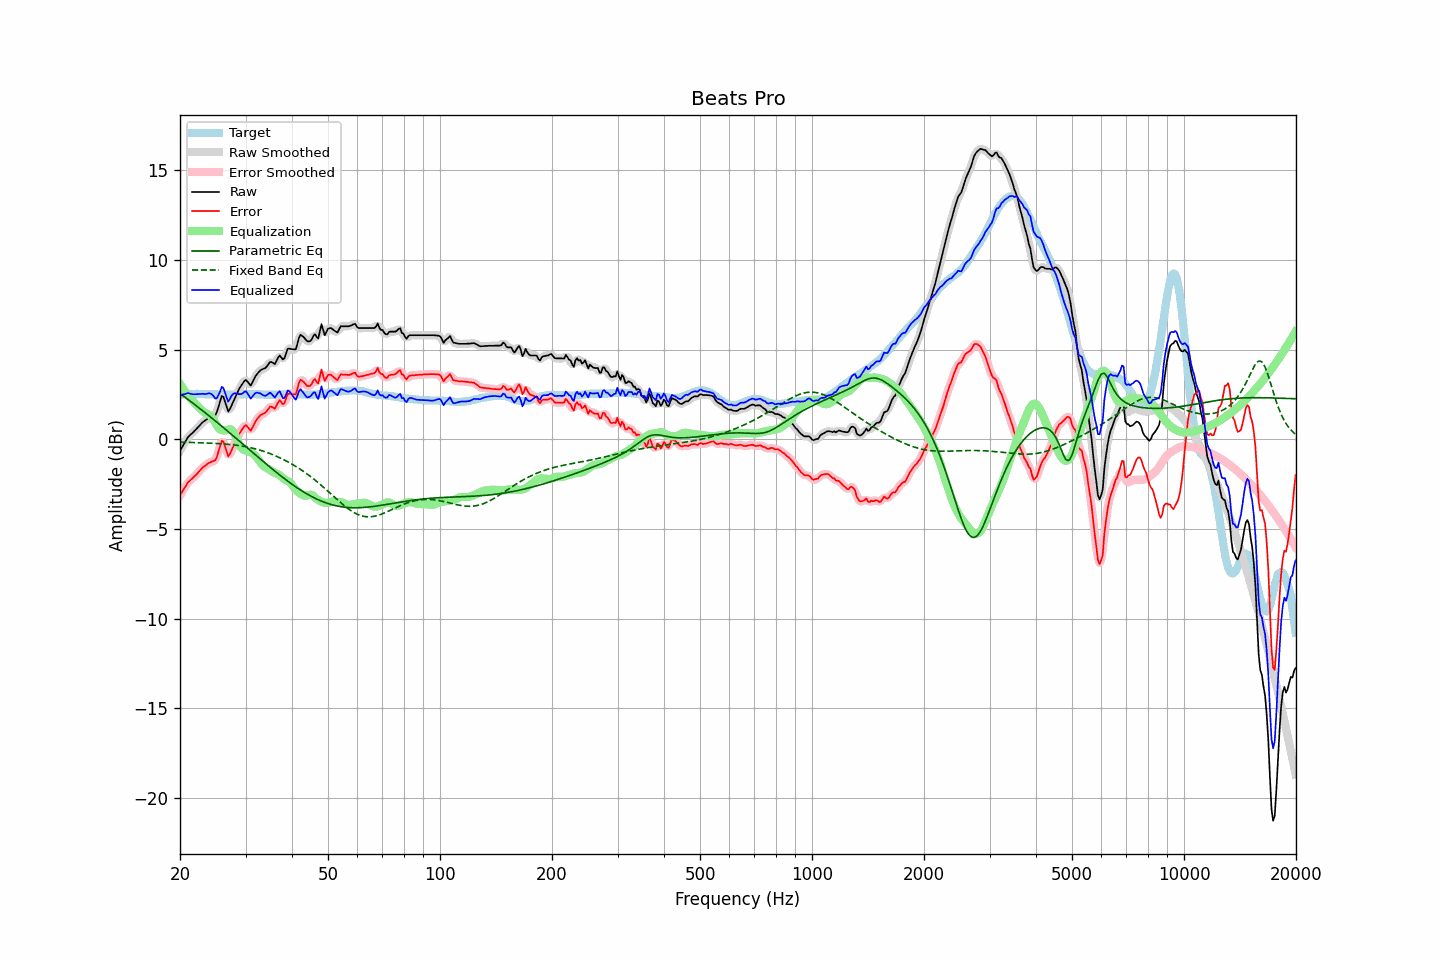 Beats Pro
Target
Raw Smoothed
Error Smoothed
Raw
Error
Equalization
Parametric Eq
Fixed Band Eq
Equalized
Amplitude (dBr)
15
10
5
0
−5
−10
−15
−20
20
50
100
200
500
1000
2000
5000
10000
20000
Frequency (Hz)